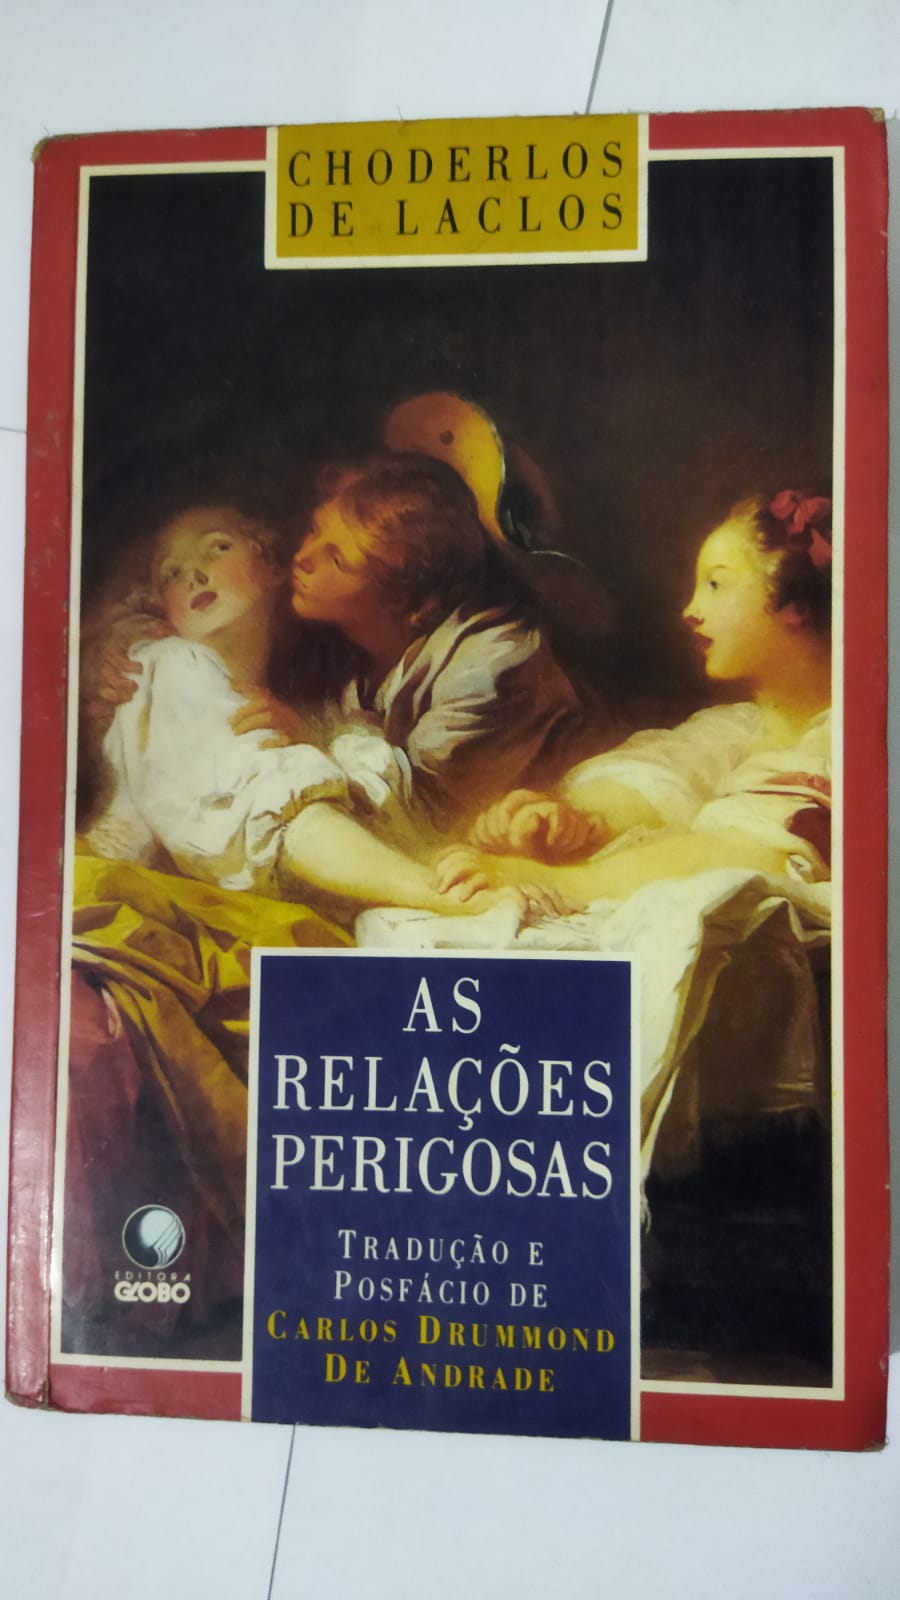 CHODERLOS
DE LACLOS
AS
RELAÇÕES
PERIGOSAS
TRADUÇÃO E
POSFÁCIO DE
CARLOS DRUMMOND
DE ANDRADE
EDITORA
GLOBO